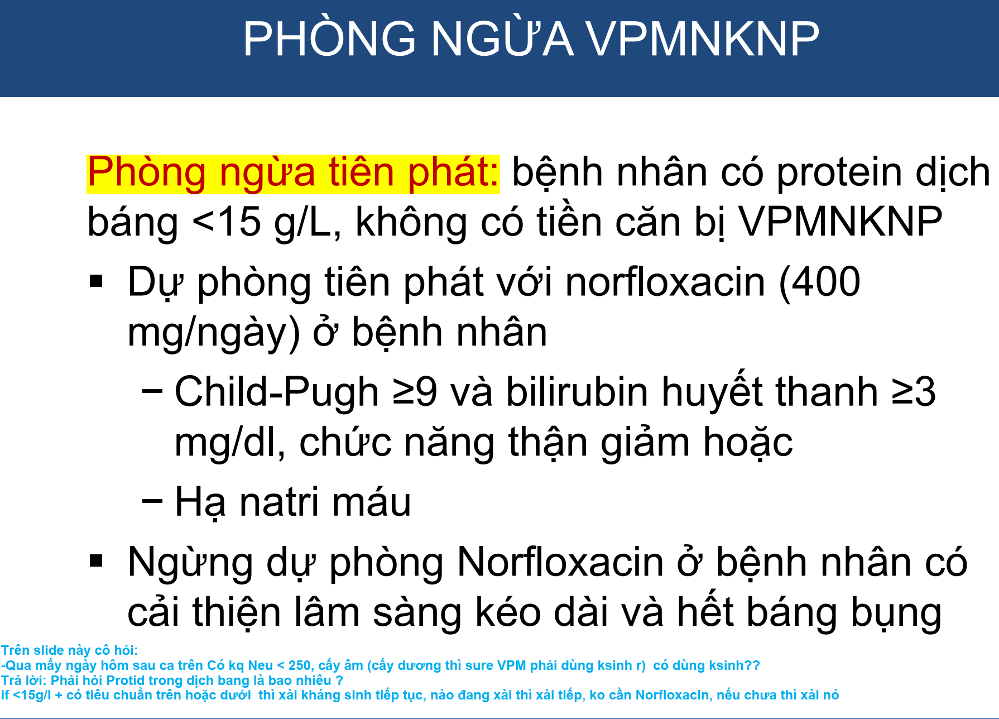 PHÒNG NGỪA VPMNKNP
Phòng ngừa tiên phát: bệnh nhân có protein dịch
báng <15 g/L, không có tiền căn bị VPMNKNP
▪ Dự phòng tiên phát với norfloxacin (400
mg/ngày) ở bệnh nhân
– Child-Pugh ≥9 và bilirubin huyết thanh ≥3
mg/dl, chức năng thận giảm hoặc
– Hạ natri máu
▪ Ngừng dự phòng Norfloxacin ở bệnh nhân có
cải thiện lâm sàng kéo dài và hết báng bụng
Trên slide này cô hỏi:
-Qua mấy ngày hôm sau ca trên Có kq Neu < 250, cấy âm (cấy dương thì sure VPM phải dùng ksinh r)  có dùng ksinh??
Trả lời: Phải hỏi Protid trong dịch bang là bao nhiêu ?
if <15g/l + có tiêu chuẩn trên hoặc dưới  thì xài kháng sinh tiếp tục, nào đang xài thì xài tiếp, ko cần Norfloxacin, nếu chưa thì xài nó